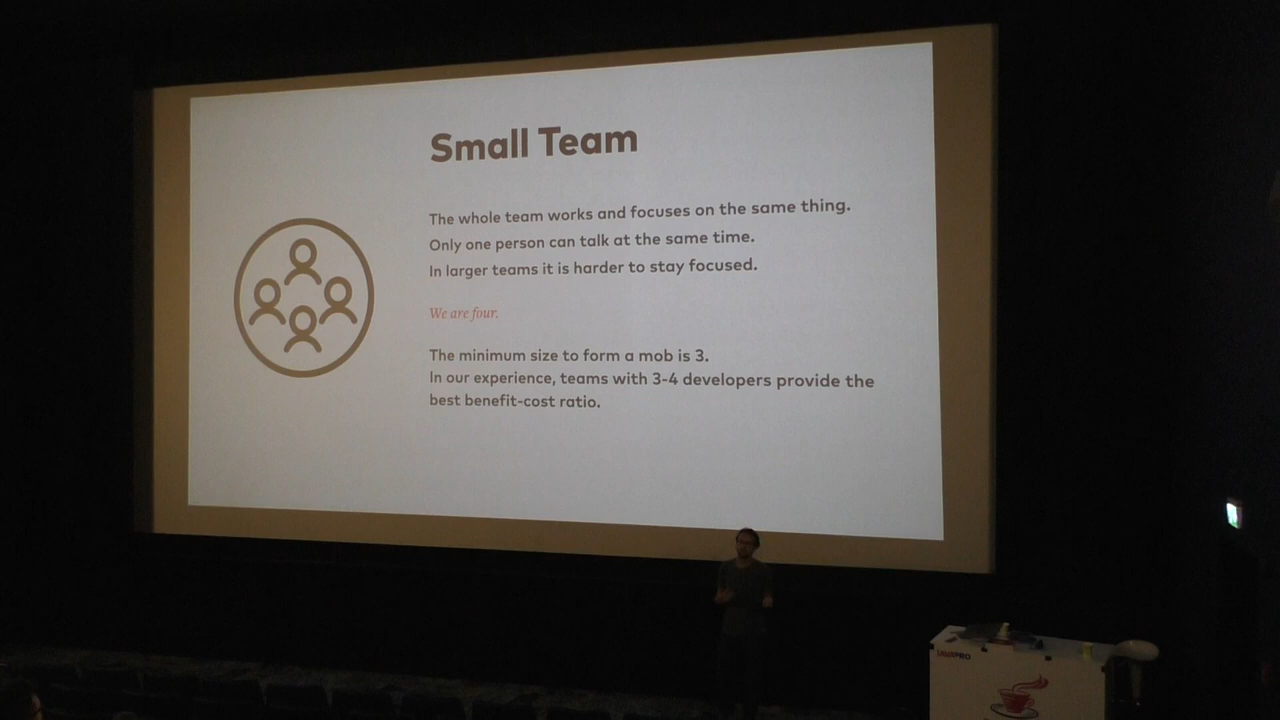 Small Team
The whole team works and focuses on the same thing.
Only one person can talk at the same time.
In larger teams it is harder to stay focused.
We are four.
The minimum size to form a mob is 3.
In our experience, teams with 3-4 developers provide the
best benefit-cost ratio.
JAVAPRO